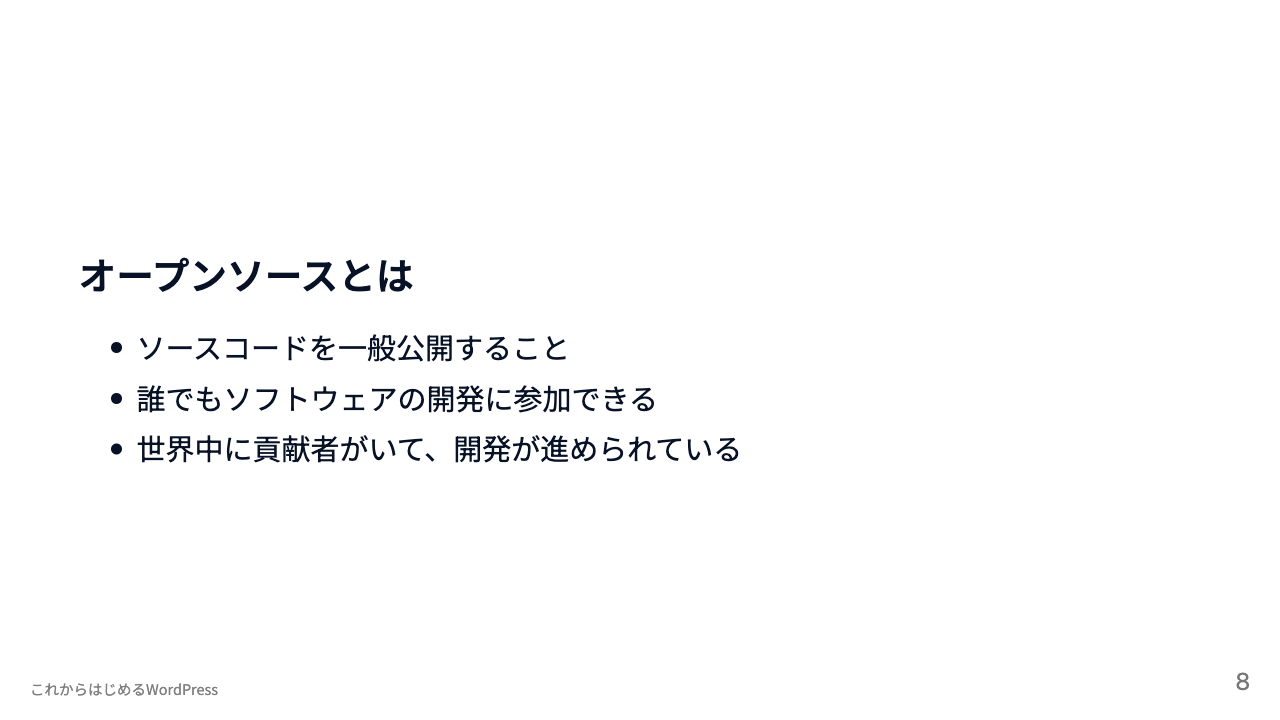 オープンソースとは
ソースコードを一般公開すること
誰でもソフトウェアの開発に参加できる
世界中に貢献者がいて、開発が進められている
これからはじめるWordPress
8